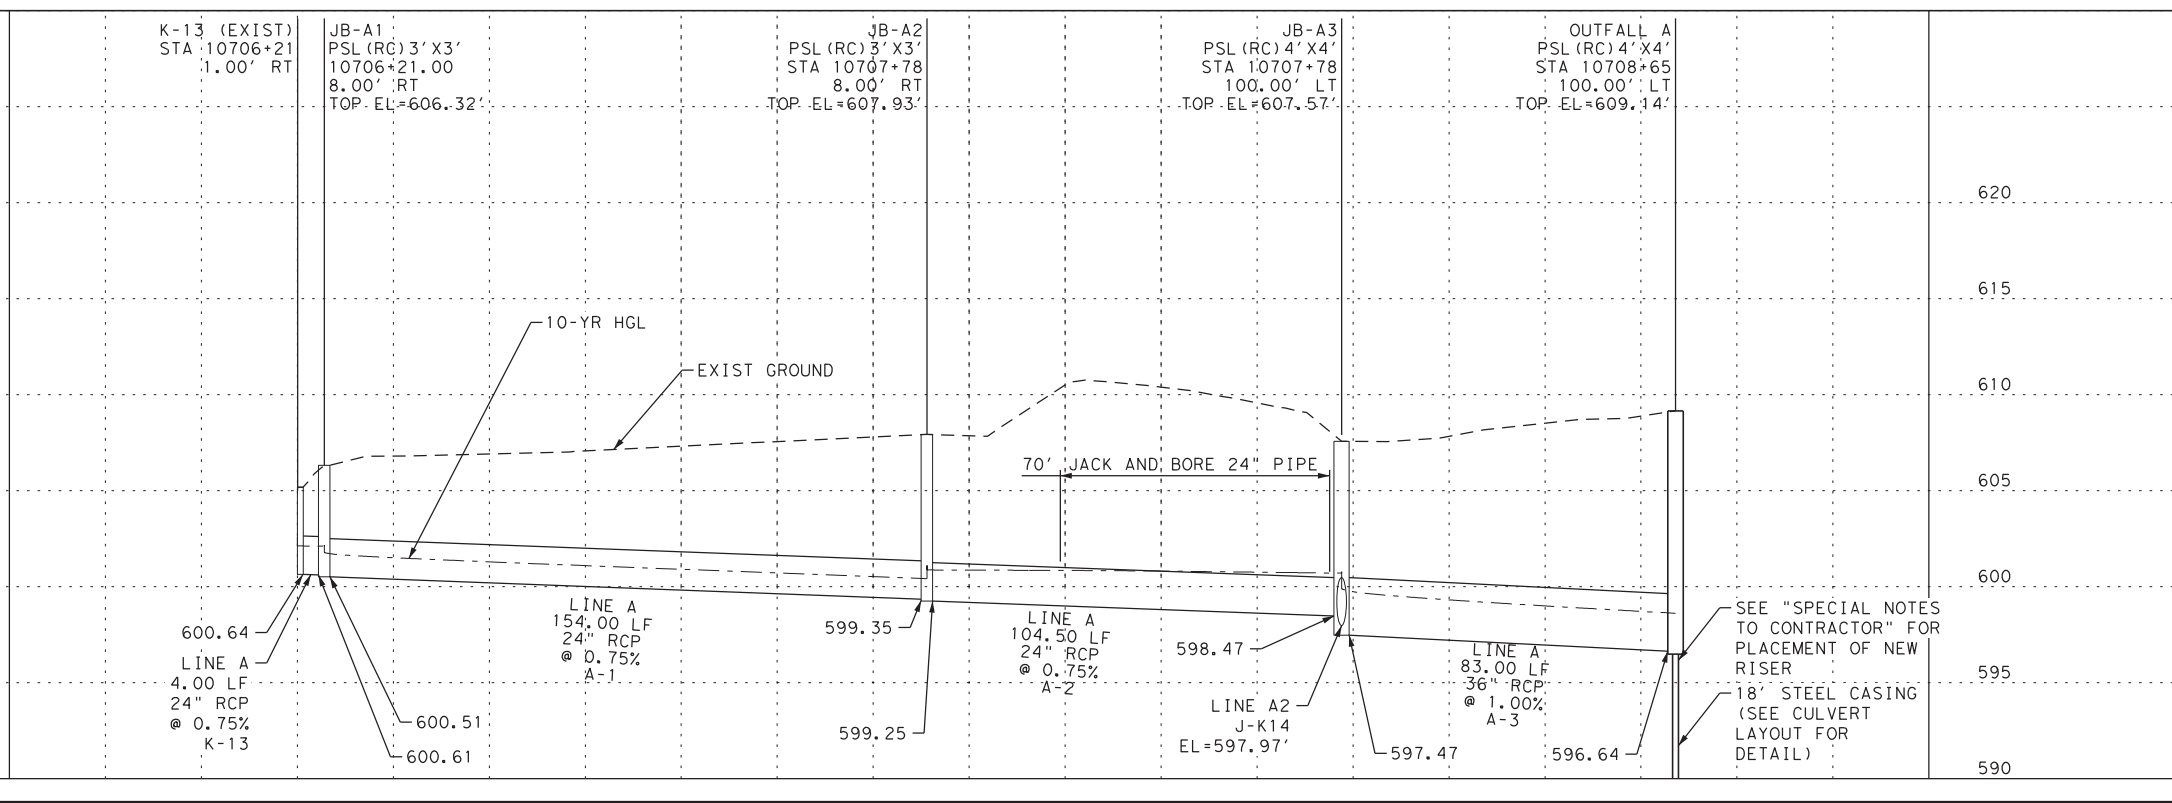 K-13 (EXIST)
STA 10706+21
1.00' RT
JB-A1
PSL(RC)3'X3'
10706+21.00
8.00' RT
TOP EL=606.32'
JB-A2
PSL(RC)3'X3'
STA 10707+78
8.00' RT
TOP EL=607.93'
JB-A3
PSL(RC)4'X4'
STA 10707+78
100.00' LT
TOP EL=607.57'
OUTFALL A
PSL(RC)4'X4'
STA 10708+65
100.00' LT
TOP EL=609.14'
620
615
610
605
600
595
590
10-YR HGL
EXIST GROUND
70' JACK AND BORE 24" PIPE
600.64
LINE A
4.00 LF
24" RCP
@ 0.75%
K-13
600.51
600.61
LINE A
154.00 LF
24" RCP
@ 0.75%
A-1
599.35
599.25
LINE A
104.50 LF
24" RCP
@ 0.75%
A-2
598.47
LINE A2
J-K14
EL=597.97'
597.47
LINE A
83.00 LF
36" RCP
@ 1.00%
A-3
596.64
SEE "SPECIAL NOTES
TO CONTRACTOR" FOR
PLACEMENT OF NEW
RISER
18' STEEL CASING
(SEE CULVERT
LAYOUT FOR
DETAIL)